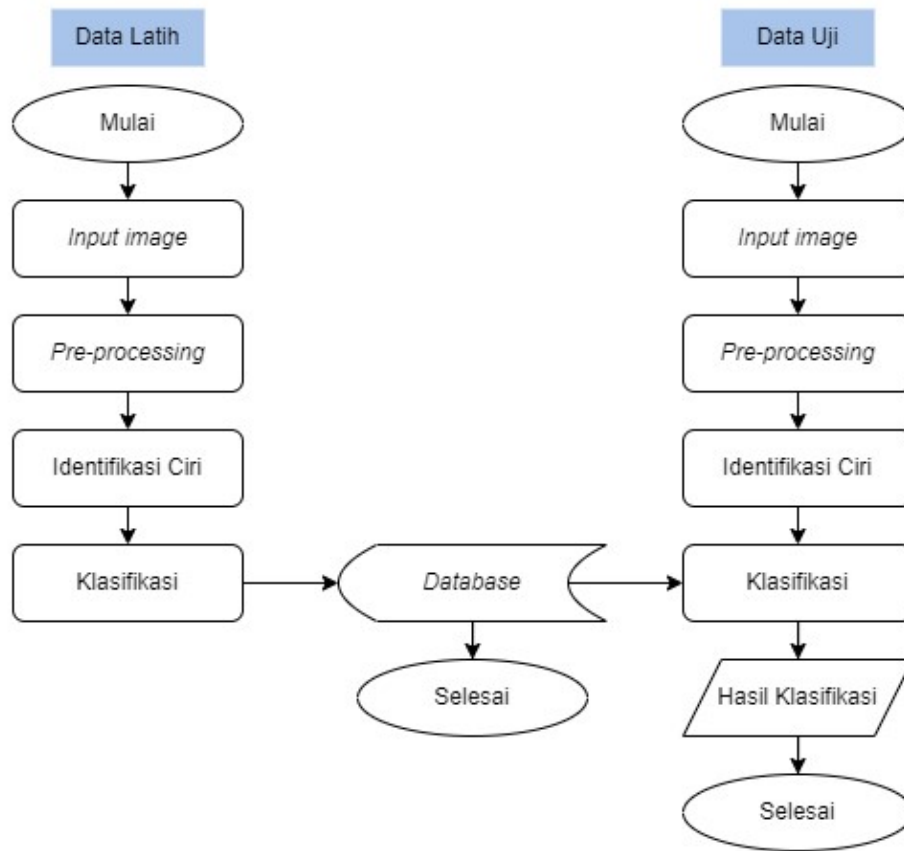 Data Latih
Mulai
Input image
Pre-processing
Identifikasi Ciri
Klasifikasi
Database
Selesai
Data Uji
Mulai
Input image
Pre-processing
Identifikasi Ciri
Klasifikasi
Hasil Klasifikasi
Selesai